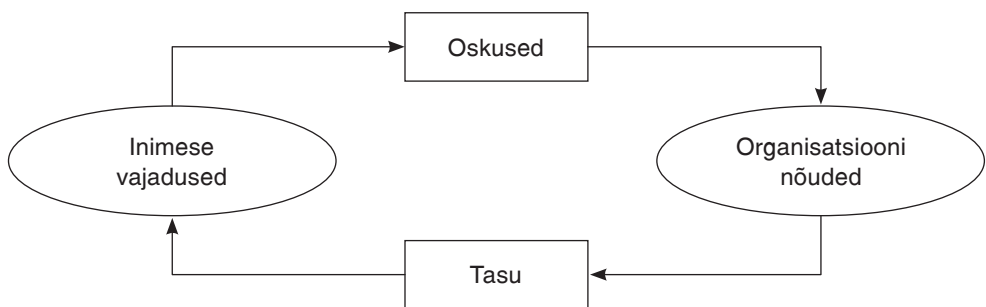 Oskused
Inimese
vajadused
Organisatsiooni
nõuded
Tasu